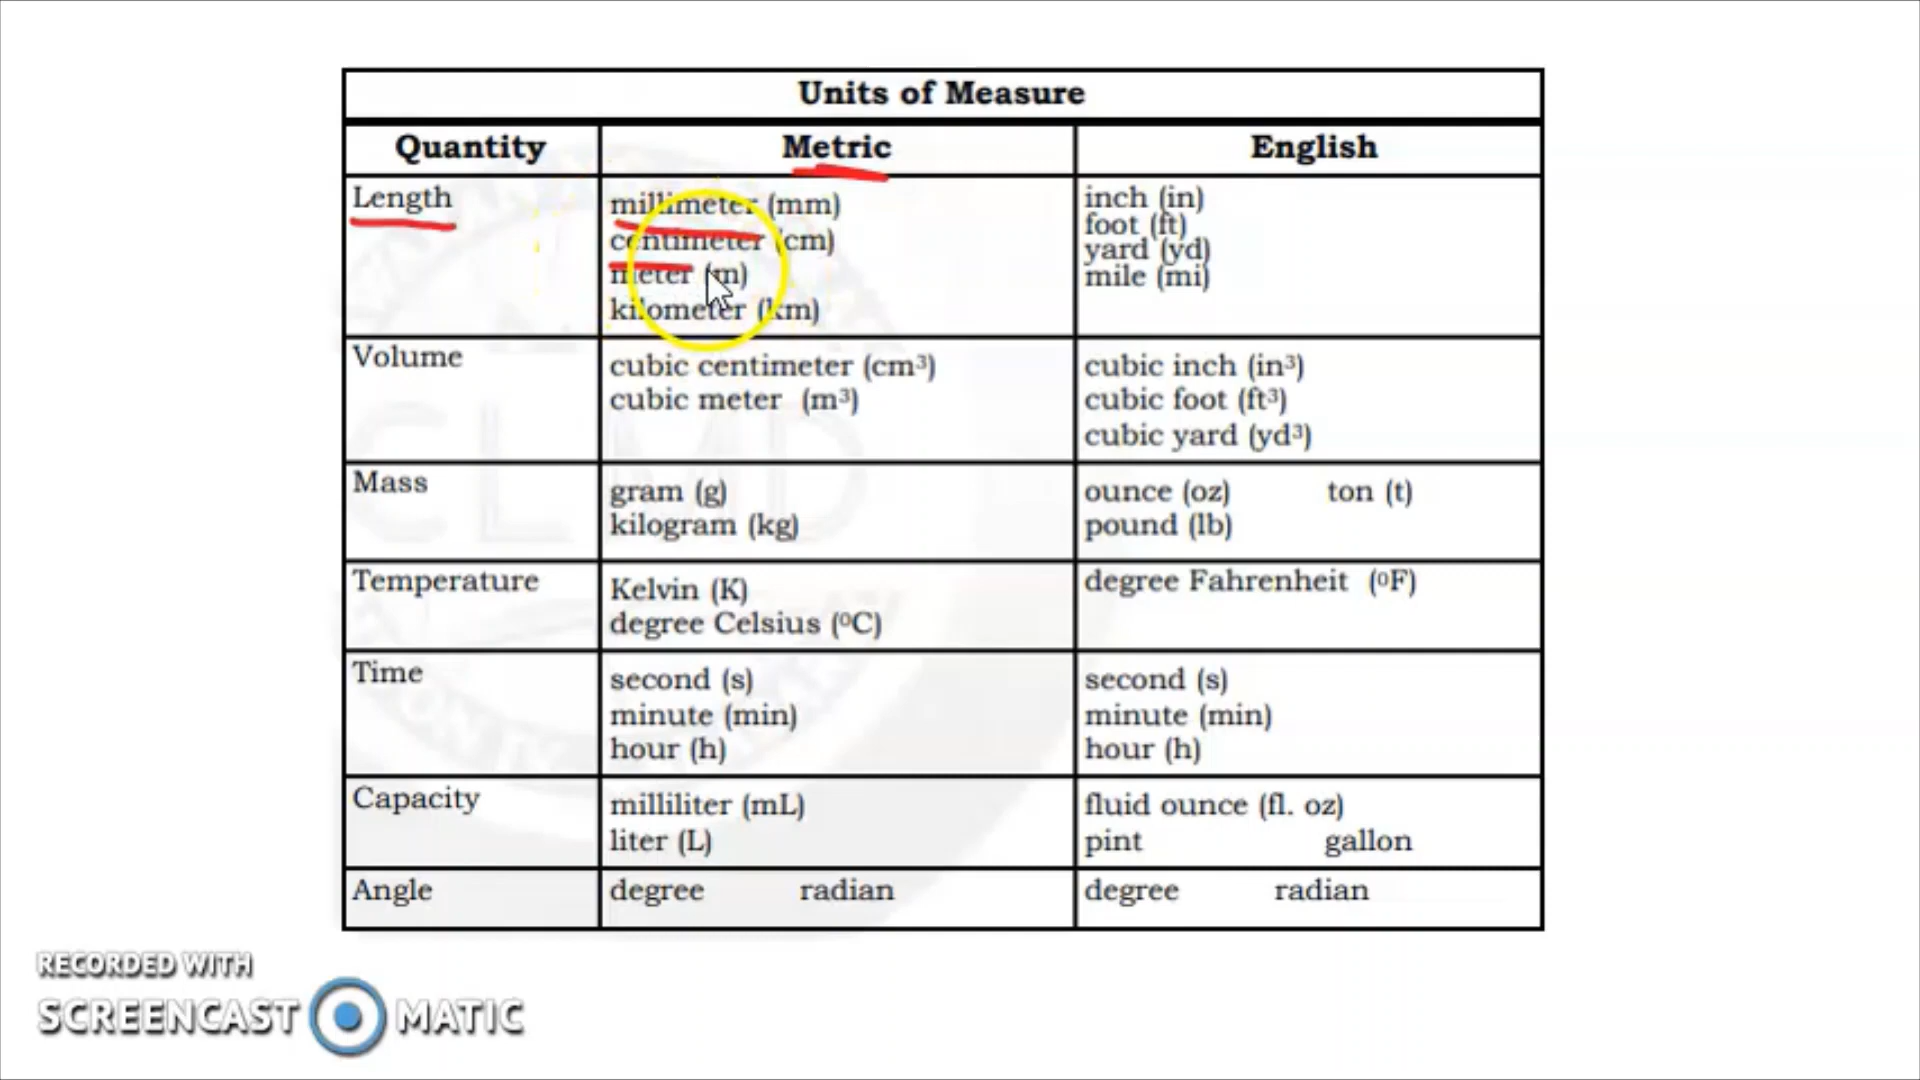 Units of Measure
Quantity Metric English
Length
millimeter (mm)
centimeter (cm)
meter (m)
kilometer (km)
inch (in)
foot (ft)
yard (yd)
mile (mi)
Volume
cubic centimeter (cm³)
cubic meter (m³)
cubic inch (in³)
cubic foot (ft³)
cubic yard (yd³)
Mass
gram (g)
kilogram (kg)
ounce (oz) ton (t)
pound (lb)
Temperature
Kelvin (K)
degree Celsius (⁰C)
degree Fahrenheit (⁰F)
Time
second (s)
minute (min)
hour (h)
second (s)
minute (min)
hour (h)
Capacity
milliliter (mL)
liter (L)
fluid ounce (fl. oz)
pint gallon
Angle
degree radian
degree radian
CLMD
RECORDED WITH
SCREENCAST MATIC